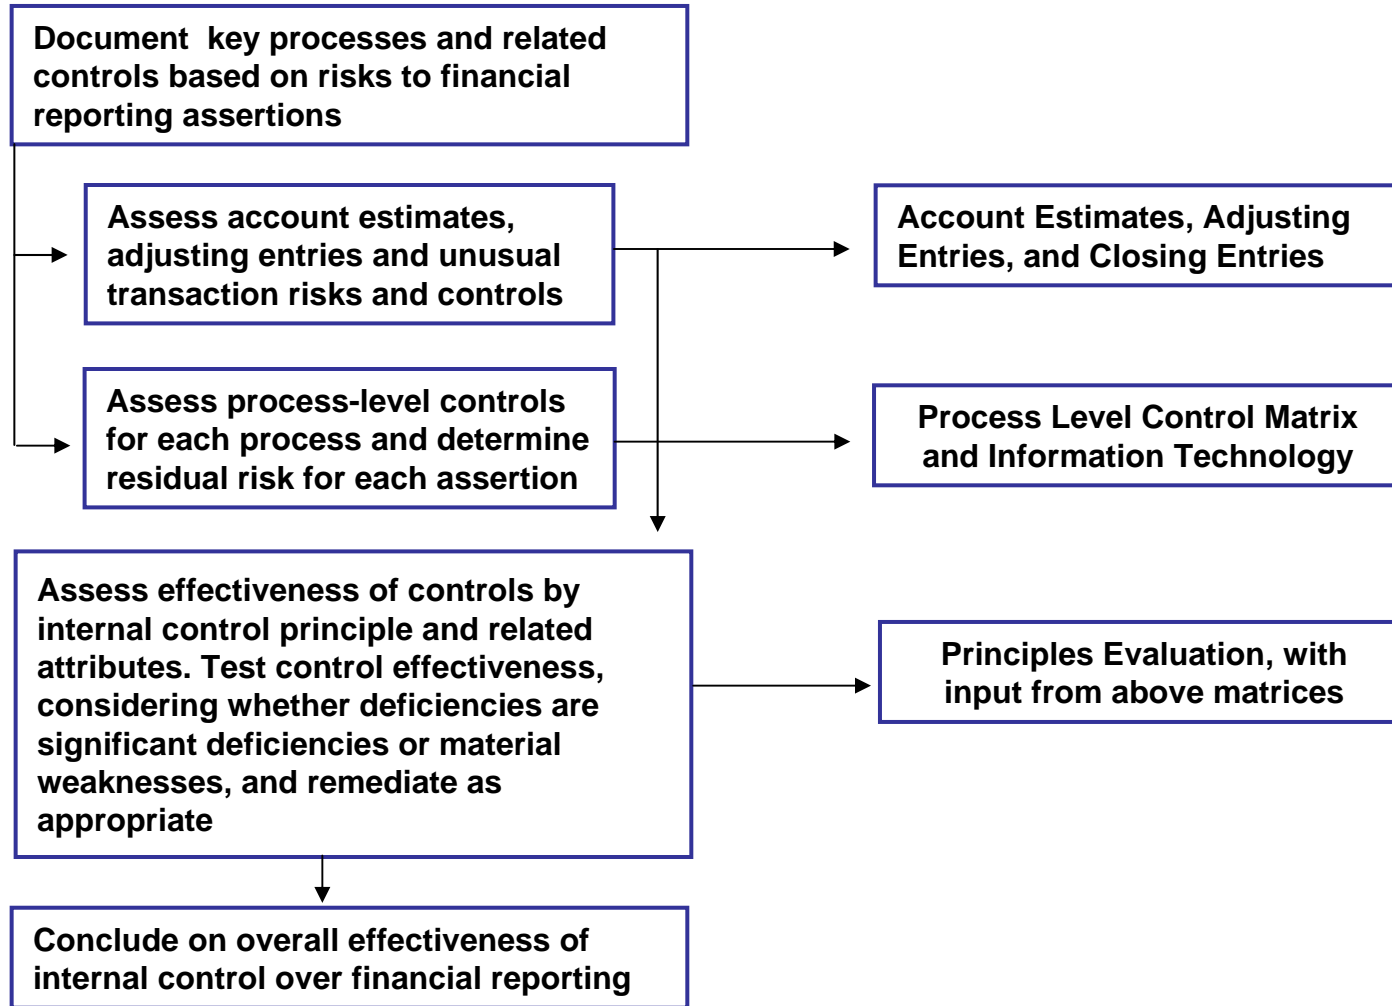 Document key processes and related
controls based on risks to financial
reporting assertions
Assess account estimates,
adjusting entries and unusual
transaction risks and controls
Account Estimates, Adjusting
Entries, and Closing Entries
Assess process-level controls
for each process and determine
residual risk for each assertion
Process Level Control Matrix
and Information Technology
Assess effectiveness of controls by
internal control principle and related
attributes. Test control effectiveness,
considering whether deficiencies are
significant deficiencies or material
weaknesses, and remediate as
appropriate
Principles Evaluation, with
input from above matrices
Conclude on overall effectiveness of
internal control over financial reporting